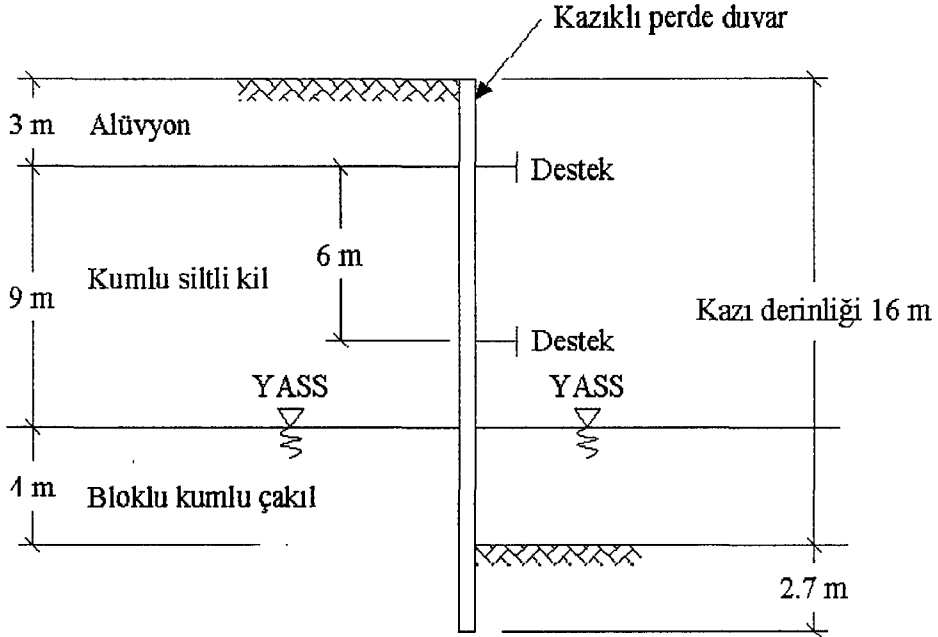 Kazıklı perde duvar
3 m Alüvyon
Destek
6 m
9 m Kumlu siltli kil
Kazı derinliği 16 m
Destek
YASS YASS
4 m Bloklu kumlu çakıl
2.7 m